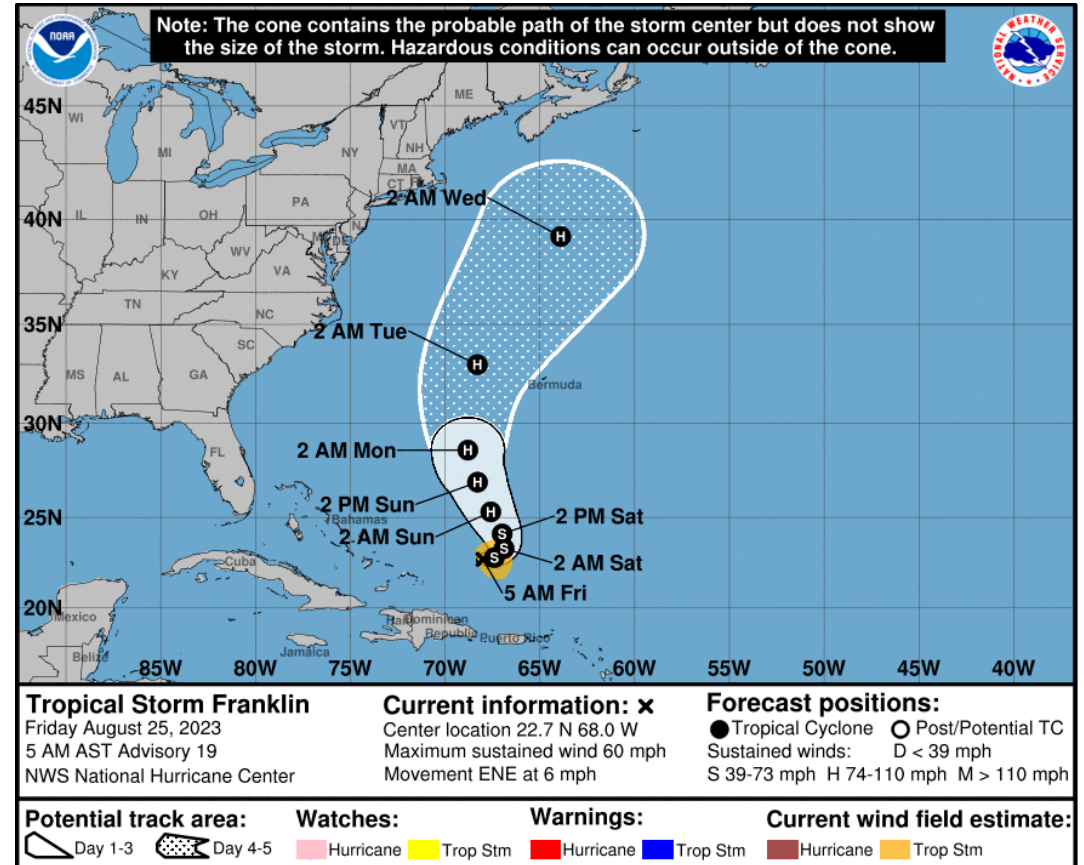 Note: The cone contains the probable path of the storm center but does not show
the size of the storm. Hazardous conditions can occur outside of the cone.
NOAA
NATIONAL WEATHER SERVICE
ME
45N
WI
VT
NH
MI
NY
MA
CT
2 AM Wed
PA
IL
IN
OH
40N
WV
KY
VA
TN
NC
35N
2 AM Tue
SC
MS
AL
GA
Bermuda
30N
FL
2 AM Mon
2 PM Sun
25N
2 PM Sat
Bahamas
2 AM Sun
2 AM Sat
Cuba
5 AM Fri
20N
Mexico
Haiti
Dominican
Republic
Puerto Rico
Jamaica
Belize
85W 80W 75W 70W 65W 60W 55W 50W 45W 40W
H
H
H
H
H
S
S
S
Tropical Storm Franklin
Friday August 25, 2023
5 AM AST Advisory 19
NWS National Hurricane Center
Current information: ×
Center location 22.7 N 68.0 W
Maximum sustained wind 60 mph
Movement ENE at 6 mph
Forecast positions:
Tropical Cyclone Post/Potential TC
Sustained winds: D < 39 mph
S 39-73 mph H 74-110 mph M > 110 mph
Potential track area:
Day 1-3 Day 4-5
Watches:
Hurricane Trop Stm
Warnings:
Hurricane Trop Stm
Current wind field estimate:
Hurricane Trop Stm